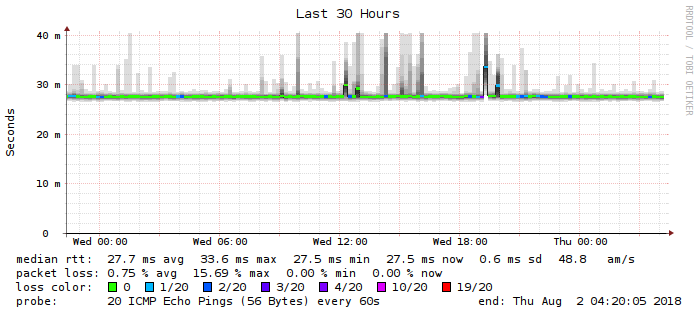 Last 30 Hours
RRDTOOL / TOBI OETIKER
Seconds
40 m
30 m
20 m
10 m
0
Wed 00:00 Wed 06:00 Wed 12:00 Wed 18:00 Thu 00:00
median rtt: 27.7 ms avg 33.6 ms max 27.5 ms min 27.5 ms now 0.6 ms sd 48.8 am/s
packet loss: 0.75 % avg 15.69 % max 0.00 % min 0.00 % now
loss color: 0 1/20 2/20 3/20 4/20 10/20 19/20
probe: 20 ICMP Echo Pings (56 Bytes) every 60s end: Thu Aug 2 04:20:05 2018